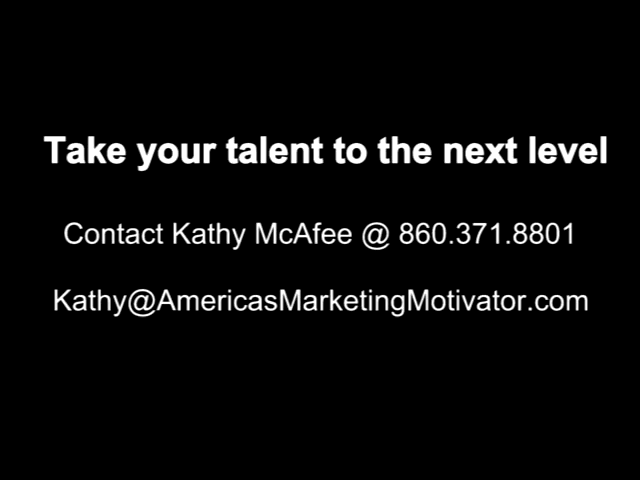 Take your talent to the next level
Contact Kathy McAfee @ 860.371.8801
Kathy@AmericasMarketingMotivator.com